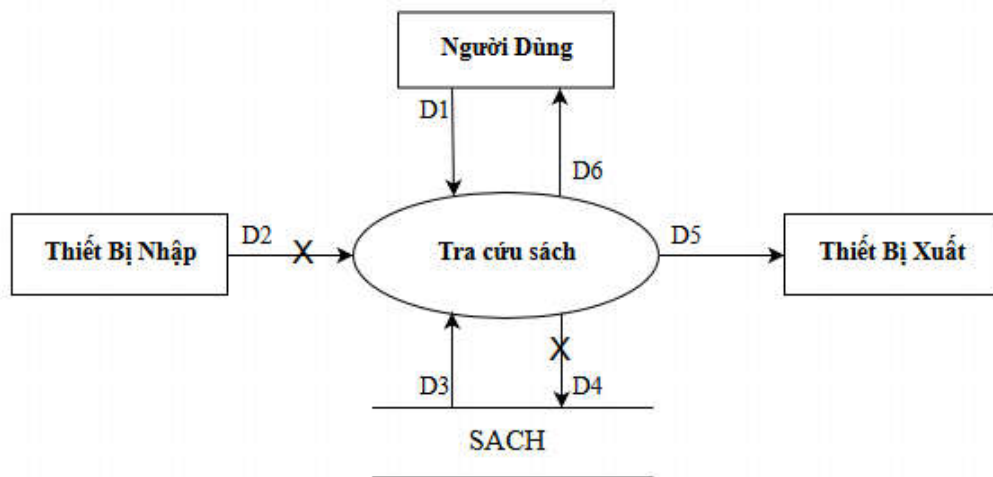 Người Dùng
D1
D6
Thiết Bị Nhập
D2
X
Tra cứu sách
D5
Thiết Bị Xuất
X
D3
D4
SACH